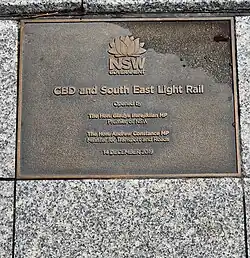 NSW
GOVERNMENT
CBD and South East Light Rail
Opened by
The Hon. Gladys Berejiklian MP
Premier of NSW
The Hon. Andrew Constance MP
Minister for Transport and Roads
14 DECEMBER 2019